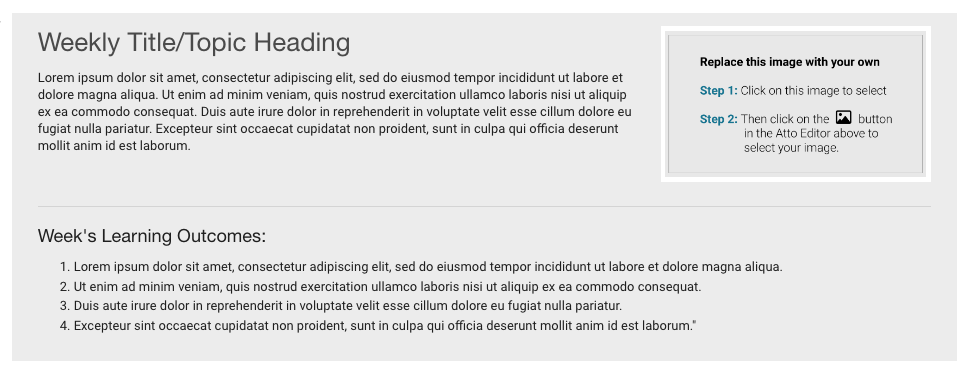 Weekly Title/Topic Heading
Lorem ipsum dolor sit amet, consectetur adipiscing elit, sed do eiusmod tempor incididunt ut labore et
dolore magna aliqua. Ut enim ad minim veniam, quis nostrud exercitation ullamco laboris nisi ut aliquip
ex ea commodo consequat. Duis aute irure dolor in reprehenderit in voluptate velit esse cillum dolore eu
fugiat nulla pariatur. Excepteur sint occaecat cupidatat non proident, sunt in culpa qui officia deserunt
mollit anim id est laborum.
Replace this image with your own
Step 1: Click on this image to select
Step 2: Then click on the button
in the Atto Editor above to
select your image.
Week's Learning Outcomes:
1. Lorem ipsum dolor sit amet, consectetur adipiscing elit, sed do eiusmod tempor incididunt ut labore et dolore magna aliqua.
2. Ut enim ad minim veniam, quis nostrud exercitation ullamco laboris nisi ut aliquip ex ea commodo consequat.
3. Duis aute irure dolor in reprehenderit in voluptate velit esse cillum dolore eu fugiat nulla pariatur.
4. Excepteur sint occaecat cupidatat non proident, sunt in culpa qui officia deserunt mollit anim id est laborum."